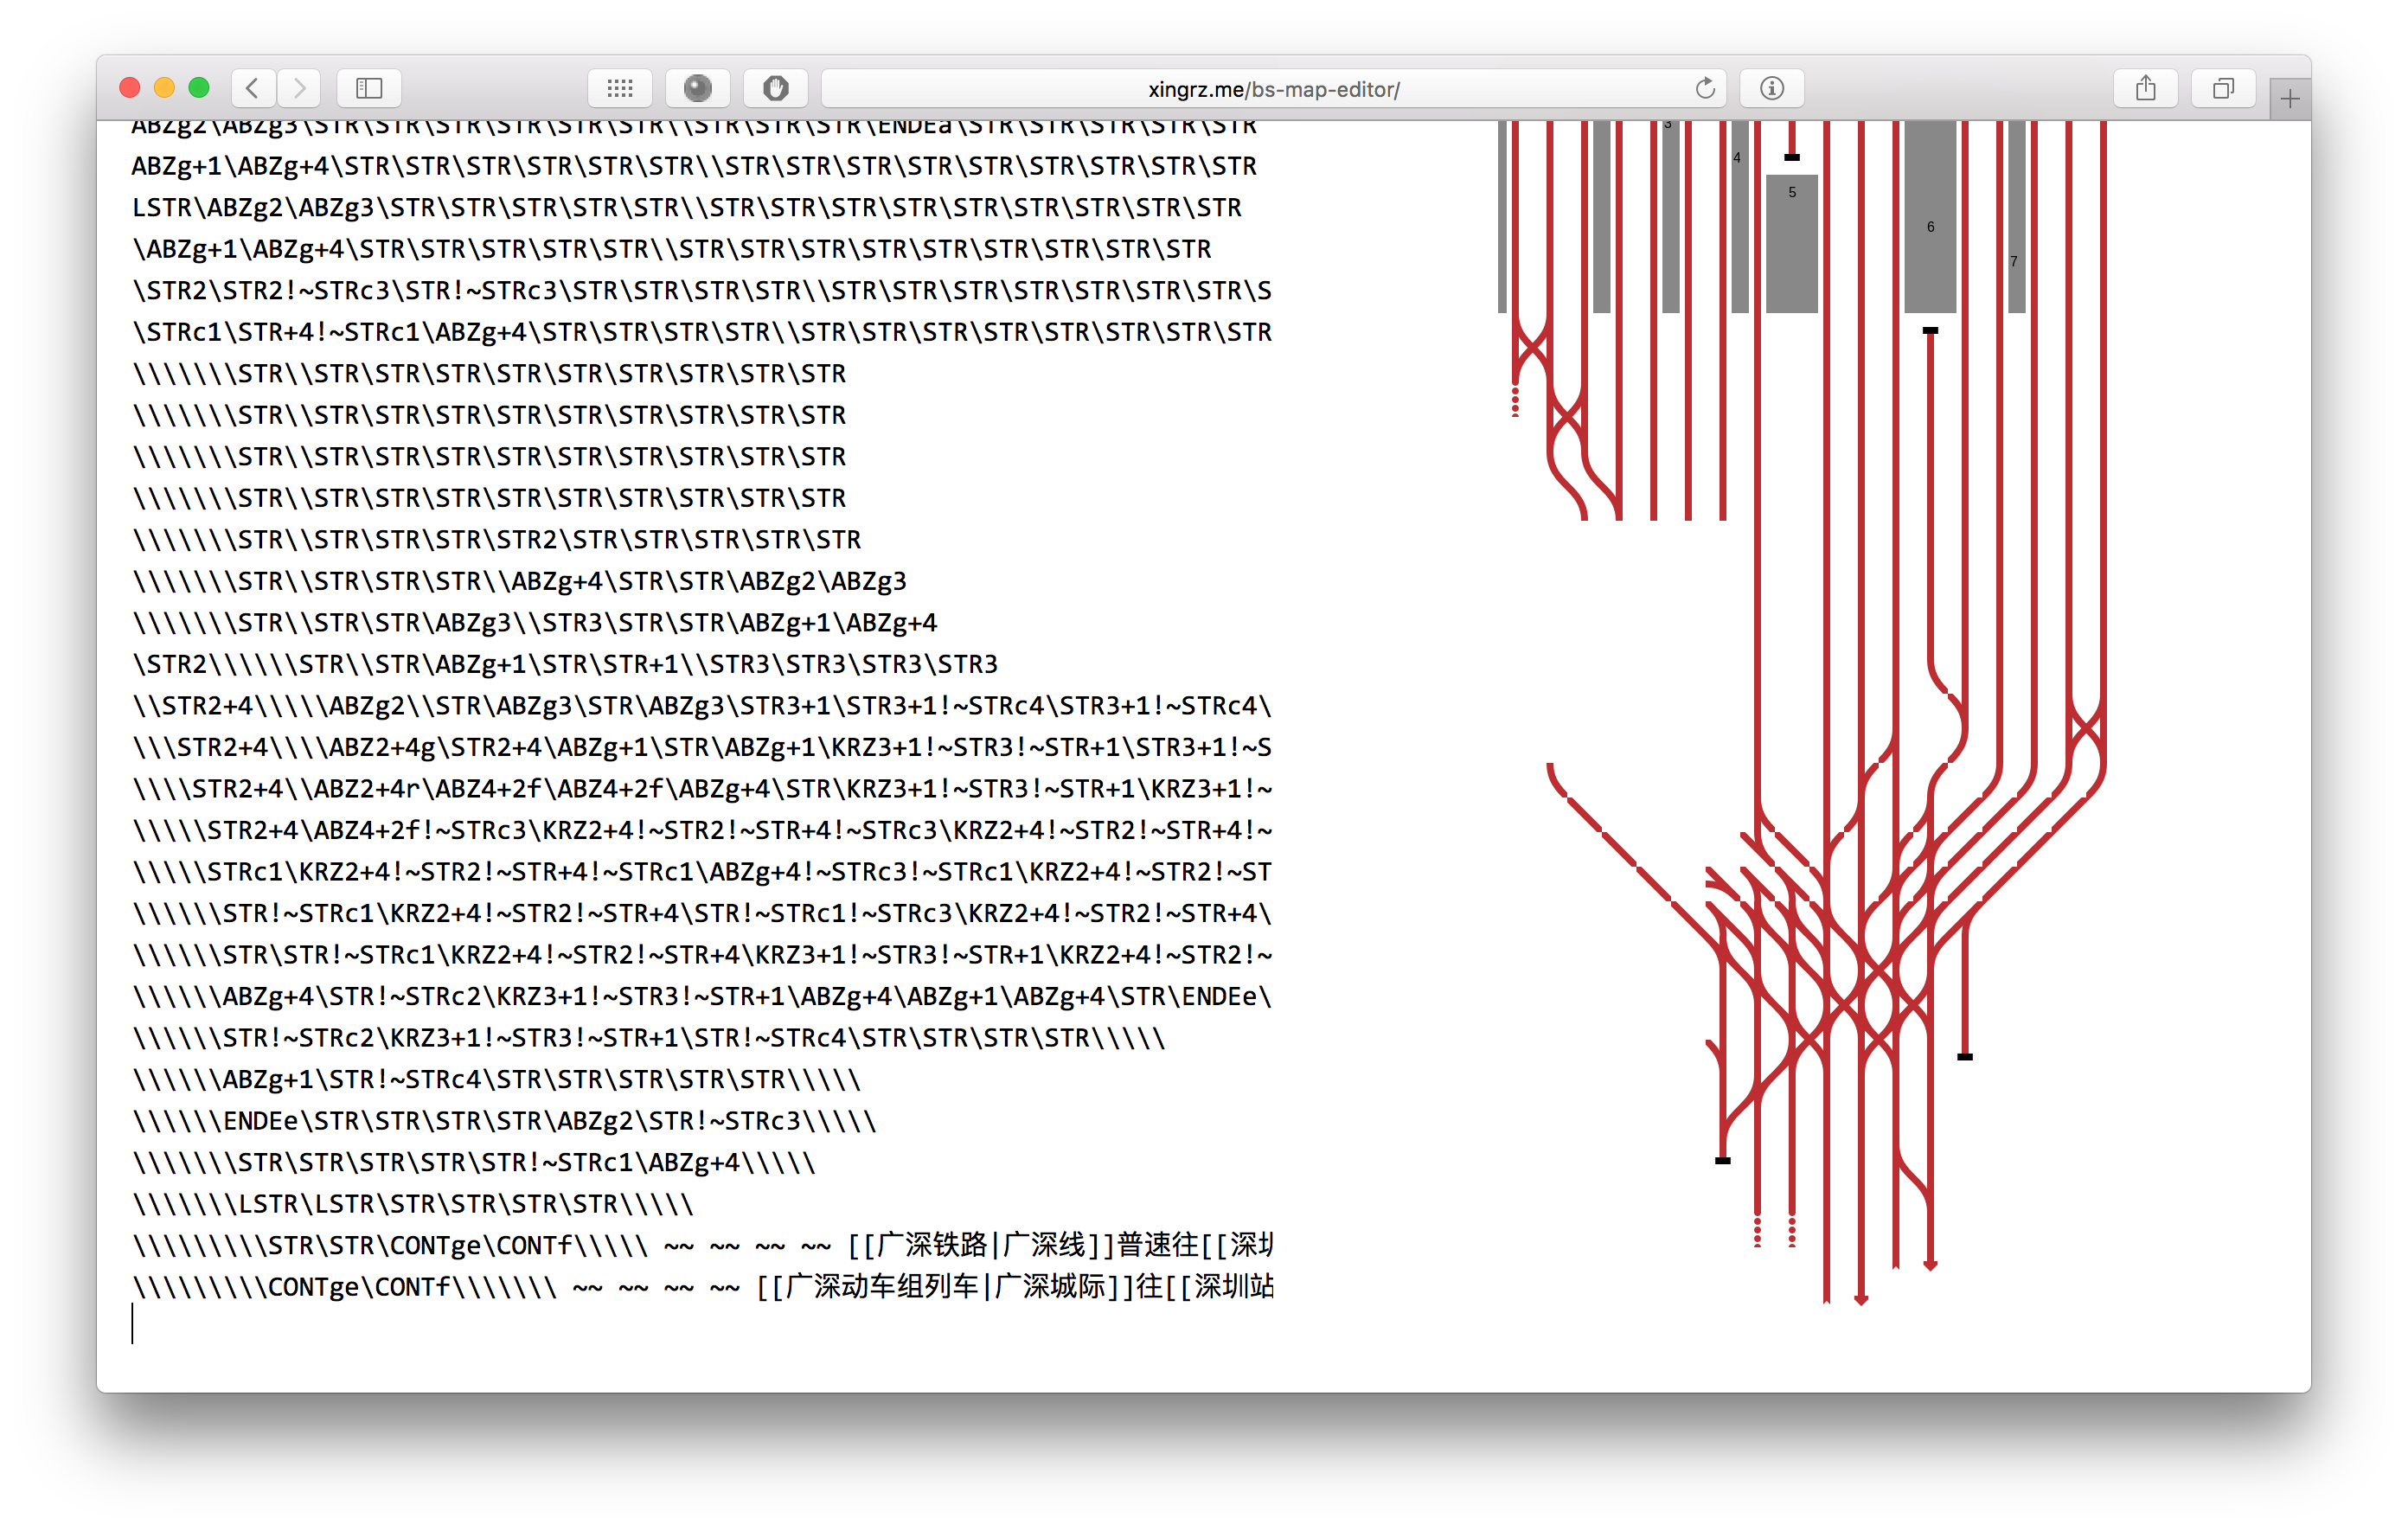 xingrz.me/bs-map-editor/
ABZg2\ABZg3\STR\STR\STR\STR\STR\STR\\STR\STR\STR\ENDEa\STR\STR\STR\STR\STR
ABZg+1\ABZg+4\STR\STR\STR\STR\STR\STR\\STR\STR\STR\STR\STR\STR\STR\STR\STR
LSTR\ABZg2\ABZg3\STR\STR\STR\STR\STR\\STR\STR\STR\STR\STR\STR\STR\STR\STR
\ABZg+1\ABZg+4\STR\STR\STR\STR\STR\\STR\STR\STR\STR\STR\STR\STR\STR\STR
\STR2\STR2!~STRc3\STR!~STRc3\STR\STR\STR\STR\\STR\STR\STR\STR\STR\STR\STR\S
\STRc1\STR+4!~STRc1\ABZg+4\STR\STR\STR\STR\\STR\STR\STR\STR\STR\STR\STR\STR
\\\\\\\STR\\STR\STR\STR\STR\STR\STR\STR\STR\STR
\\\\\\\STR\\STR\STR\STR\STR\STR\STR\STR\STR\STR
\\\\\\\STR\\STR\STR\STR\STR\STR\STR\STR\STR\STR
\\\\\\\STR\\STR\STR\STR\STR\STR\STR\STR\STR\STR
\\\\\\\STR\\STR\STR\STR\STR2\STR\STR\STR\STR\STR
\\\\\\\STR\\STR\STR\STR\\ABZg+4\STR\STR\ABZg2\ABZg3
\\\\\\\STR\\STR\STR\ABZg3\\STR3\STR\STR\ABZg+1\ABZg+4
\STR2\\\\\\STR\\STR\ABZg+1\STR\STR+1\\STR3\STR3\STR3\STR3
\\STR2+4\\\\\ABZg2\\STR\ABZg3\STR\ABZg3\STR3+1\STR3+1!~STRc4\STR3+1!~STRc4\
\\\STR2+4\\\\ABZ2+4g\STR2+4\ABZg+1\STR\ABZg+1\KRZ3+1!~STR3!~STR+1\STR3+1!~S
\\\\STR2+4\\ABZ2+4r\ABZ4+2f\ABZ4+2f\ABZg+4\STR\KRZ3+1!~STR3!~STR+1\KRZ3+1!~
\\\\\STR2+4\ABZ4+2f!~STRc3\KRZ2+4!~STR2!~STR+4!~STRc3\KRZ2+4!~STR2!~STR+4!~
\\\\\STRc1\KRZ2+4!~STR2!~STR+4!~STRc1\ABZg+4!~STRc3!~STRc1\KRZ2+4!~STR2!~ST
\\\\\\STR!~STRc1\KRZ2+4!~STR2!~STR+4\STR!~STRc1!~STRc3\KRZ2+4!~STR2!~STR+4\
\\\\\\STR\STR!~STRc1\KRZ2+4!~STR2!~STR+4\KRZ3+1!~STR3!~STR+1\KRZ2+4!~STR2!~
\\\\\\ABZg+4\STR!~STRc2\KRZ3+1!~STR3!~STR+1\ABZg+4\ABZg+1\ABZg+4\STR\ENDEe\
\\\\\\STR!~STRc2\KRZ3+1!~STR3!~STR+1\STR!~STRc4\STR\STR\STR\STR\\\\\
\\\\\\ABZg+1\STR!~STRc4\STR\STR\STR\STR\STR\\\\\
\\\\\\ENDEe\STR\STR\STR\STR\ABZg2\STR!~STRc3\\\\\
\\\\\\\STR\STR\STR\STR\STR!~STRc1\ABZg+4\\\\\
\\\\\\\LSTR\LSTR\STR\STR\STR\STR\\\\\
\\\\\\\\\STR\STR\CONTge\CONTf\\\\\ ~~ ~~ ~~ ~~ [[广深铁路|广深线]]普速往[[深圳
\\\\\\\\\CONTge\CONTf\\\\\\\ ~~ ~~ ~~ ~~ [[广深动车组列车|广深城际]]往[[深圳站
3
4
5
6
7